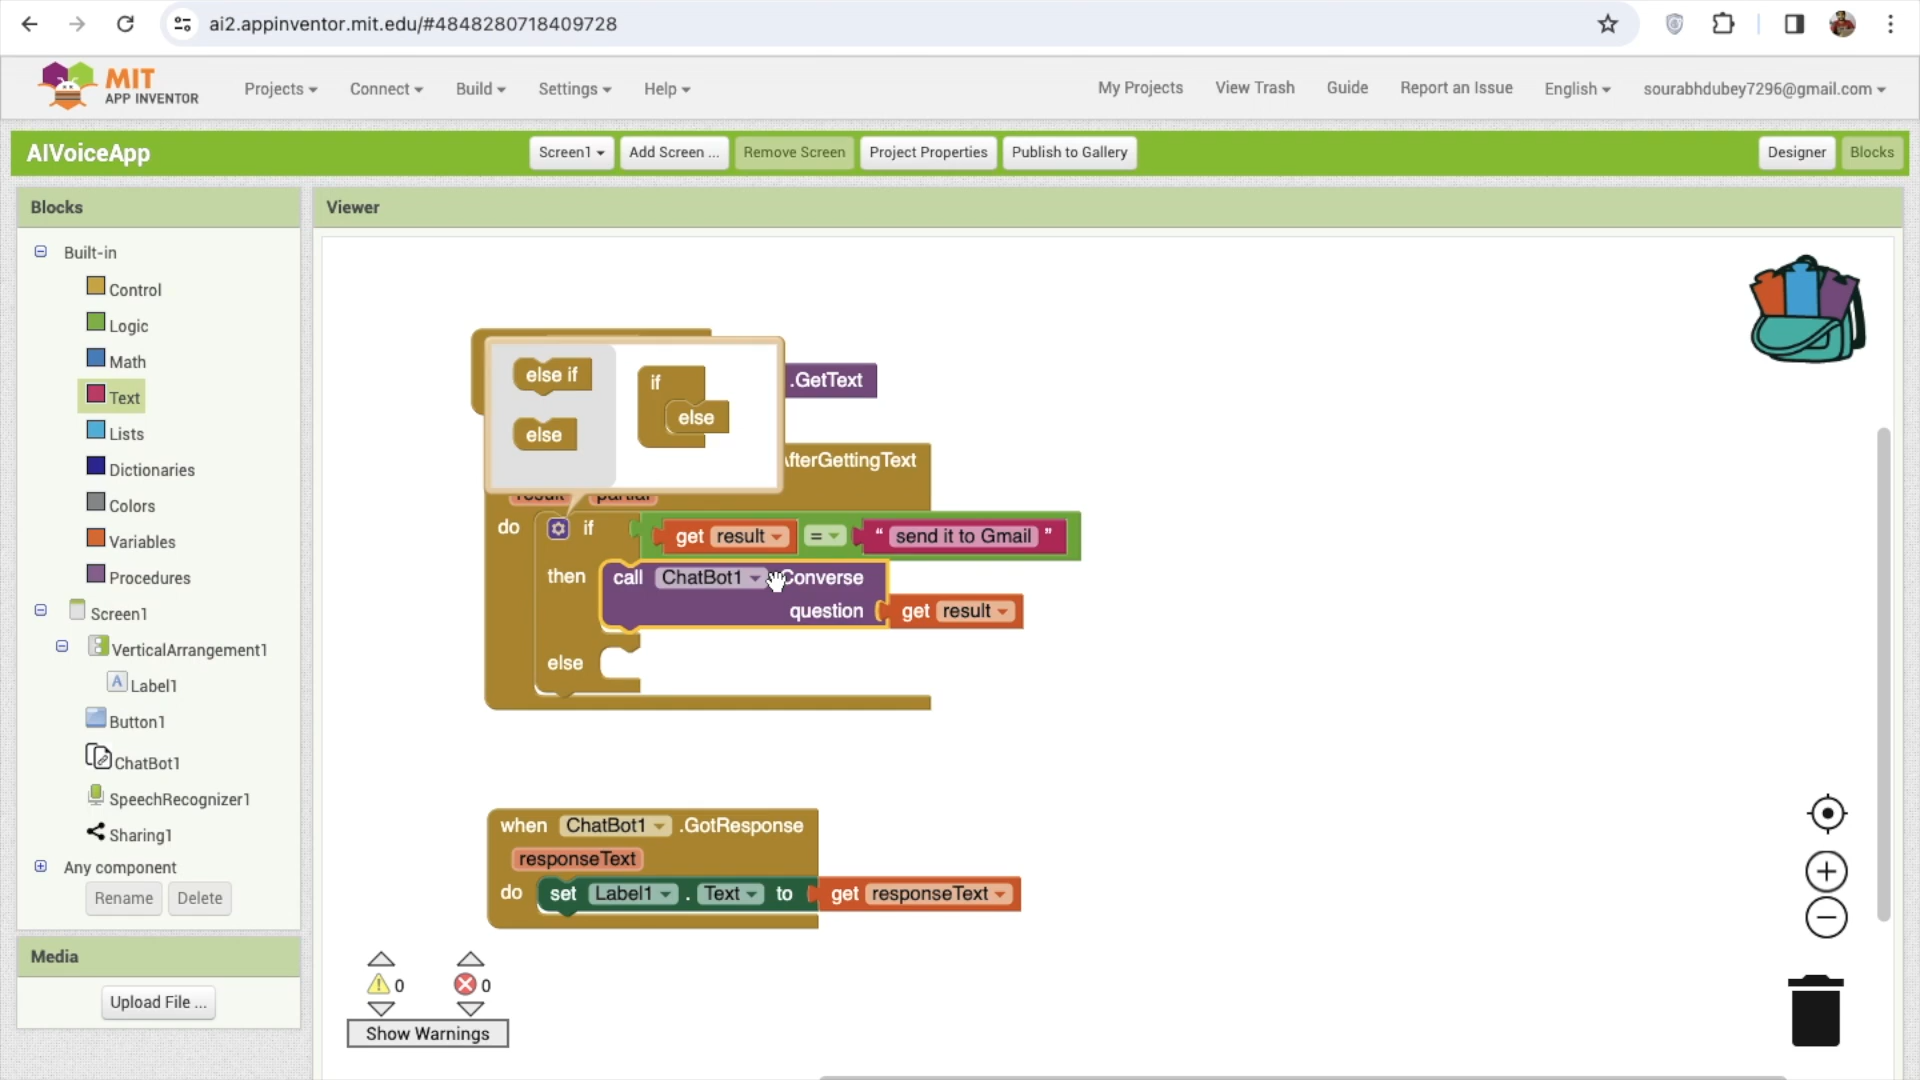 ai2.appinventor.mit.edu/#4848280718409728
MIT
APP INVENTOR
Projects
Connect
Build
Settings
Help
My Projects
View Trash
Guide
Report an Issue
English
sourabhdubey7296@gmail.com
AIVoiceApp
Screen1
Add Screen ...
Remove Screen
Project Properties
Publish to Gallery
Designer
Blocks
Blocks
Built-in
Control
Logic
Math
Text
Lists
Dictionaries
Colors
Variables
Procedures
Screen1
VerticalArrangement1
A Label1
Button1
ChatBot1
SpeechRecognizer1
Sharing1
Any component
Rename
Delete
Media
Upload File ...
Viewer
else if
else
if
else
.GetText
AfterGettingText
result partial
do if get result = “ send it to Gmail ”
then call ChatBot1 .Converse
question get result
else
when ChatBot1 .GotResponse
responseText
do set Label1 . Text to get responseText
0
0
Show Warnings